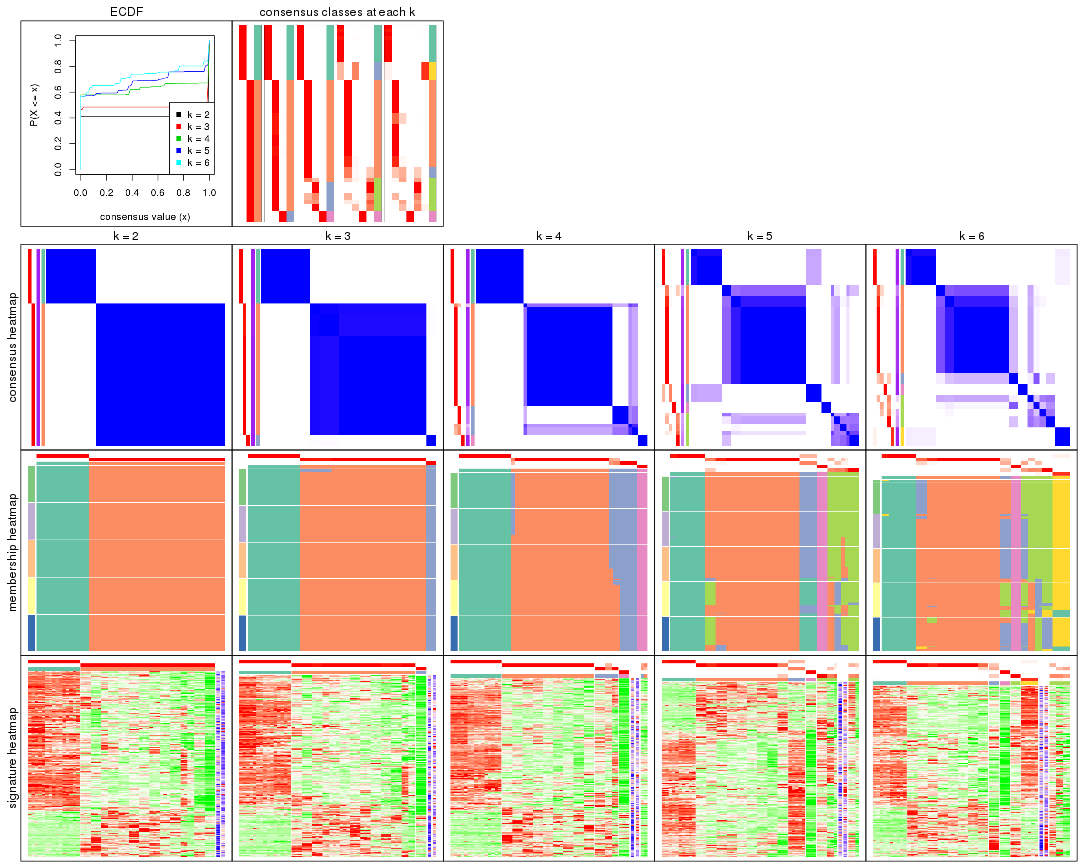 ECDF
consensus classes at each k
P(X <= x)
1.0
0.8
0.6
0.4
0.2
0.0
k = 2
k = 3
k = 4
k = 5
k = 6
0.0 0.2 0.4 0.6 0.8 1.0
consensus value (x)
k = 2
k = 3
k = 4
k = 5
k = 6
consensus heatmap
membership heatmap
signature heatmap